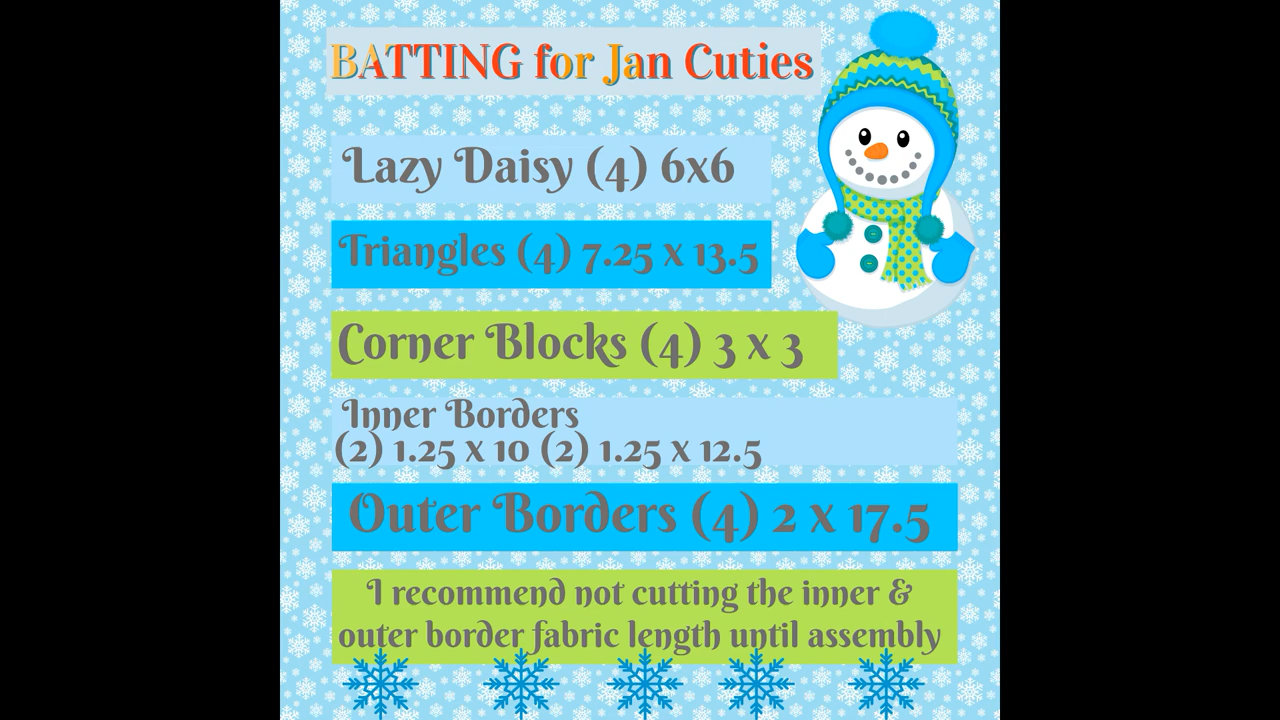 BATTING for Jan Cuties
Lazy Daisy (4) 6x6
Triangles (4) 7.25 x 13.5
Corner Blocks (4) 3 x 3
Inner Borders
(2) 1.25 x 10 (2) 1.25 x 12.5
Outer Borders (4) 2 x 17.5
I recommend not cutting the inner &
outer border fabric length until assembly